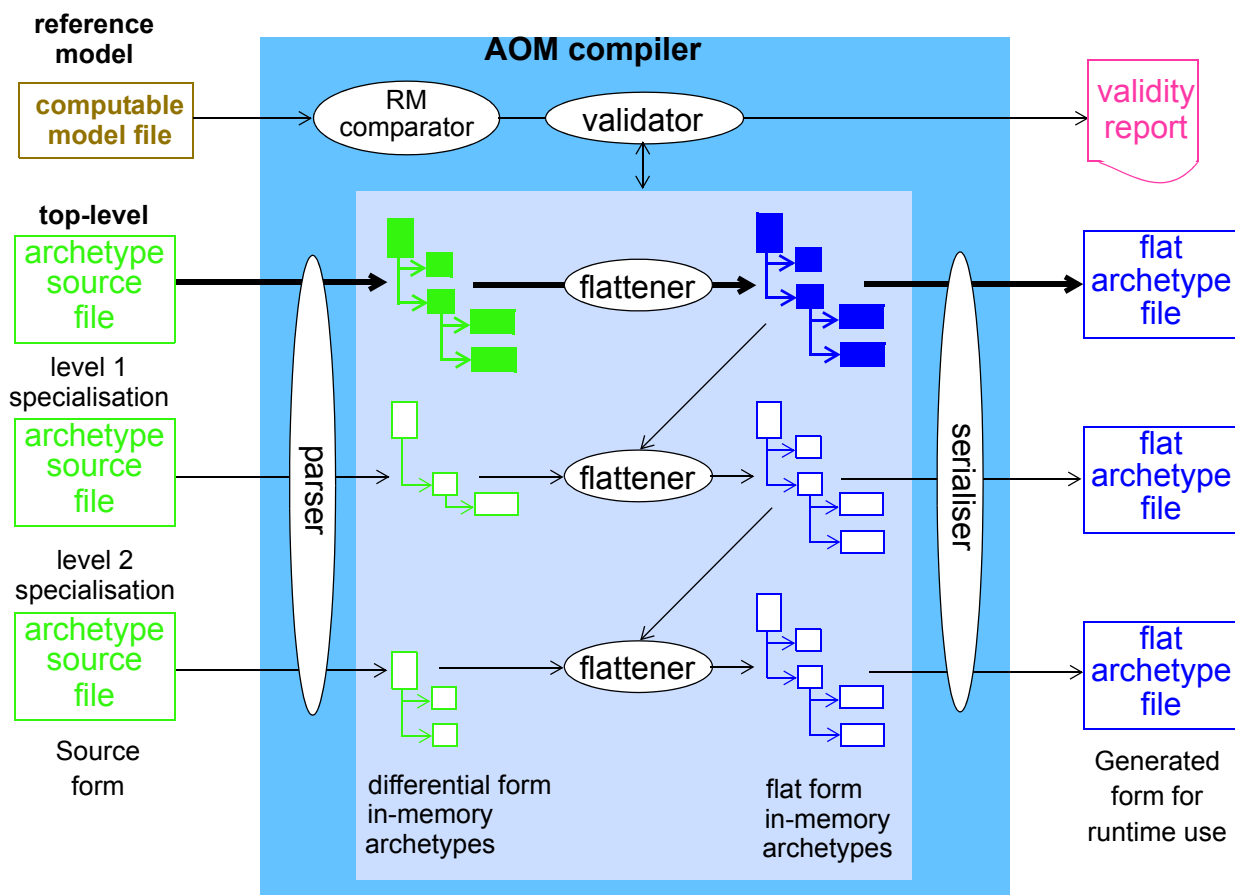 reference
model
AOM compiler
computable
model file
RM
comparator
validator
validity
report
top-level
archetype
source
file
flattener
flat
archetype
file
level 1
specialisation
archetype
source
file
parser
flattener
serialiser
flat
archetype
file
level 2
specialisation
archetype
source
file
flattener
flat
archetype
file
Source
form
differential form
in-memory
archetypes
flat form
in-memory
archetypes
Generated
form for
runtime use